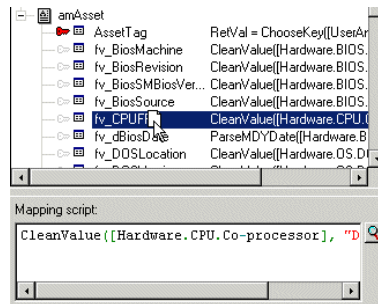 amAsset
AssetTag RetVal = ChooseKey([UserAr
fv_BiosMachine CleanValue([Hardware.BIOS.
fv_BiosRevision CleanValue([Hardware.BIOS.
fv_BiosSMBiosVer... CleanValue([Hardware.BIOS.
fv_BiosSource CleanValue([Hardware.BIOS.
CleanValue([Hardware.CPU.
ParseMDYDate([Hardware.B
fv_DOSLocation CleanValue([Hardware.OS.D
Mapping script:
CleanValue([Hardware.CPU.Co-processor], "D